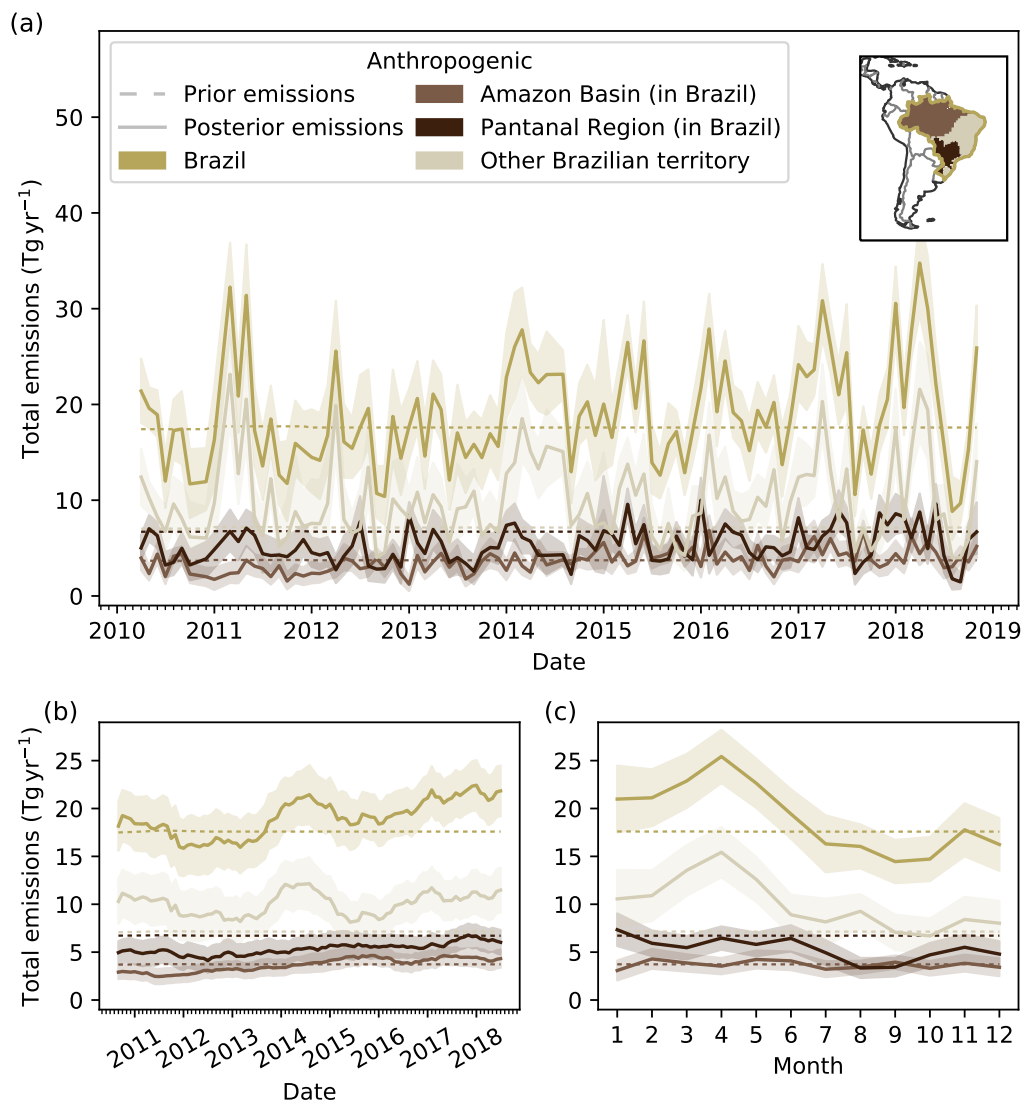 (a)
Anthropogenic
Prior emissions
Posterior emissions
Brazil
Amazon Basin (in Brazil)
Pantanal Region (in Brazil)
Other Brazilian territory
Total emissions (Tg yr⁻¹)
50
40
30
20
10
0
2010 2011 2012 2013 2014 2015 2016 2017 2018 2019
Date
(b)
Total emissions (Tg yr⁻¹)
25
20
15
10
5
0
2011 2012 2013 2014 2015 2016 2017 2018
Date
(c)
25
20
15
10
5
0
1 2 3 4 5 6 7 8 9 10 11 12
Month